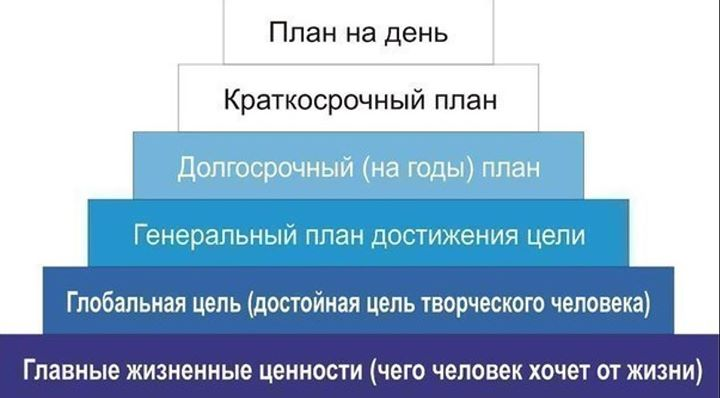 План на день
Краткосрочный план
Долгосрочный (на годы) план
Генеральный план достижения цели
Глобальная цель (достойная цель творческого человека)
Главные жизненные ценности (чего человек хочет от жизни)